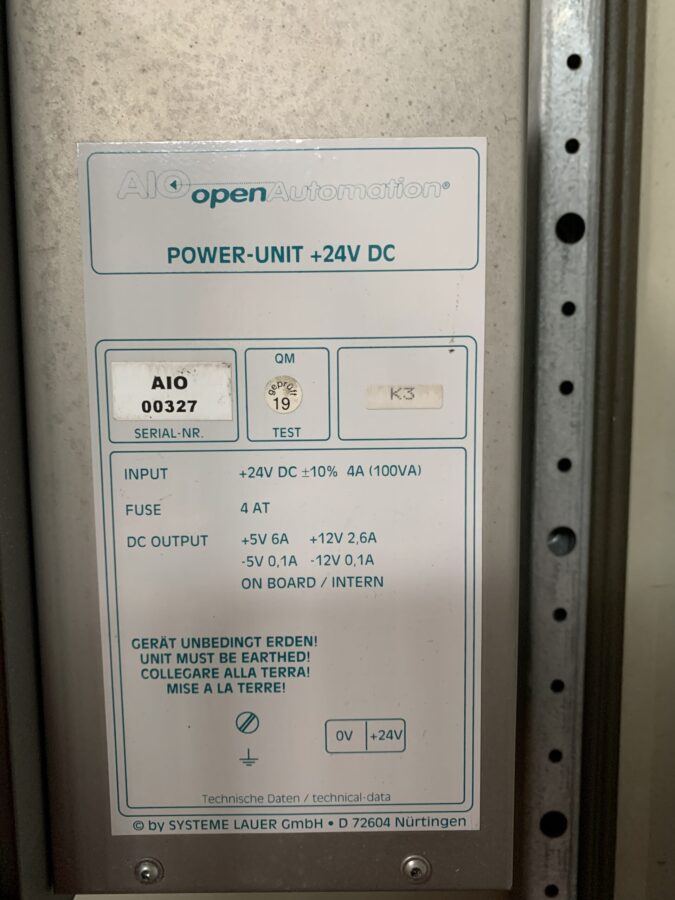 AIO openAutomation®
POWER-UNIT +24V DC
AIO
00327
SERIAL-NR.
QM
geprüft
19
TEST
K3
INPUT +24V DC ±10% 4A (100VA)
FUSE 4 AT
DC OUTPUT +5V 6A +12V 2,6A
-5V 0,1A -12V 0,1A
ON BOARD / INTERN
GERÄT UNBEDINGT ERDEN!
UNIT MUST BE EARTHED!
COLLEGARE ALLA TERRA!
MISE A LA TERRE!
0V +24V
Technische Daten / technical-data
© by SYSTEME LAUER GmbH • D 72604 Nürtingen